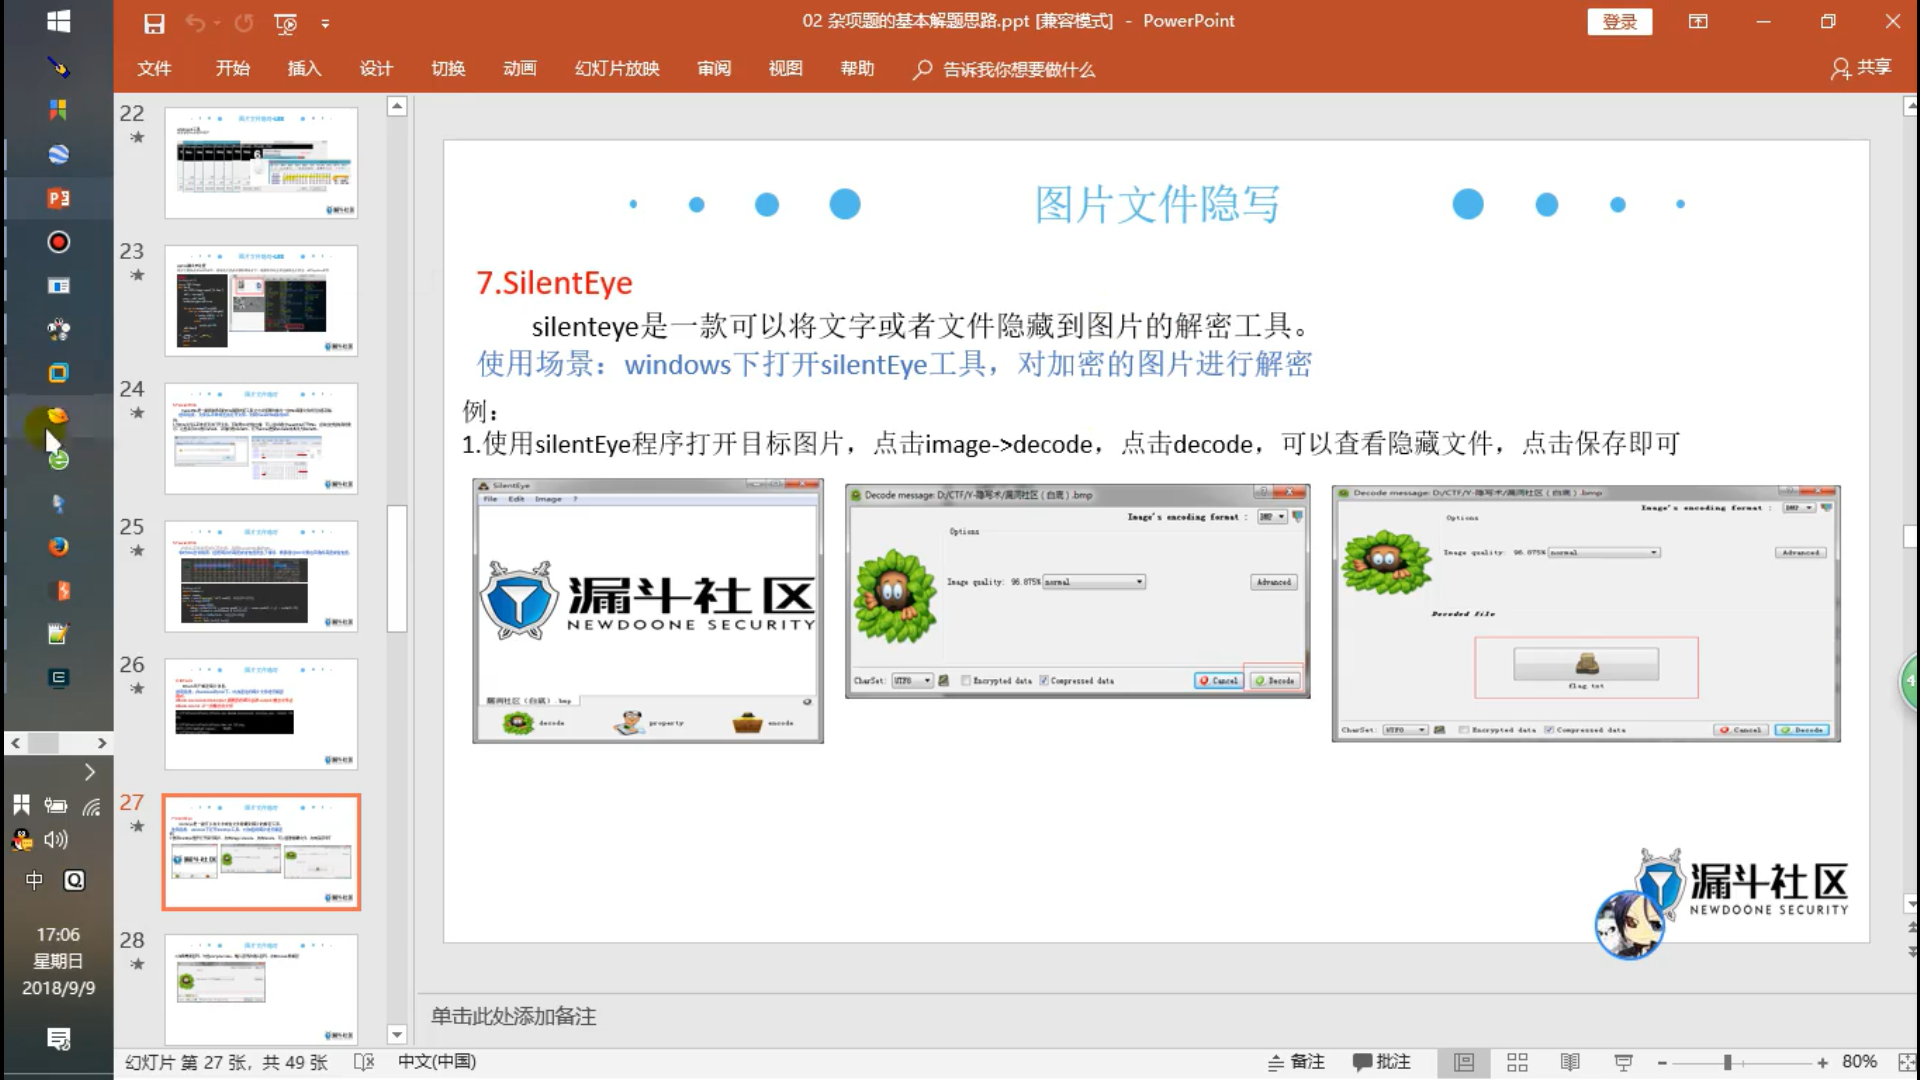 02 杂项题的基本解题思路.ppt [兼容模式] - PowerPoint
登录
文件 开始 插入 设计 切换 动画 幻灯片放映 审阅 视图 帮助 告诉我你想要做什么
共享
22
23
24
25
26
27
28
图片文件隐写
7.SilentEye
silenteye是一款可以将文字或者文件隐藏到图片的解密工具。
使用场景：windows下打开silentEye工具，对加密的图片进行解密
例：
1.使用silentEye程序打开目标图片，点击image->decode，点击decode，可以查看隐藏文件，点击保存即可
SilentEye
File Edit Image ?
漏斗社区
NEWDOONE SECURITY
漏洞社区（白底）.bmp
decode property encode
Decode message: D:/CTF/Y-隐写术/漏洞社区（白底）.bmp
Image's encoding format : BMP
Options
Image quality: 96.875% normal
Advanced
CharSet: UTF8 Encrypted data Compressed data Cancel Decode
Decode message: D:/CTF/Y-隐写术/漏洞社区（白底）.bmp
Image's encoding format : BMP
Options
Image quality: 96.875% normal
Advanced
Decoded file
flag.txt
CharSet: UTF8 Encrypted data Compressed data Cancel Decode
漏斗社区
NEWDOONE SECURITY
单击此处添加备注
中
17:06
星期日
2018/9/9
幻灯片 第 27 张，共 49 张 中文(中国)
备注 批注 80%